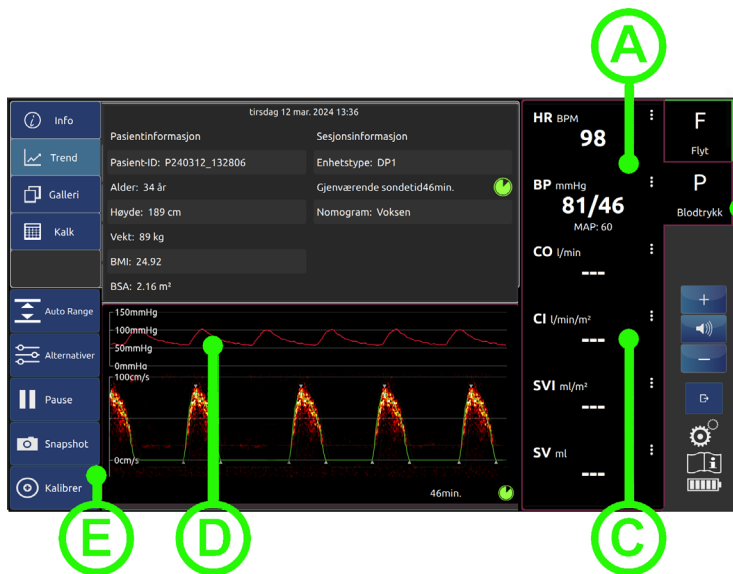 A
Info
Trend
Galleri
Kalk
Auto Range
Alternativer
Pause
Snapshot
Kalibrer
tirsdag 12 mar. 2024 13:36
Pasientinformasjon
Pasient-ID: P240312_132806
Alder: 34 år
Høyde: 189 cm
Vekt: 89 kg
BMI: 24.92
BSA: 2.16 m²
Sesjonsinformasjon
Enhetstype: DP1
Gjenværende sondetid46min.
Nomogram: Voksen
150mmHg
100mmHg
50mmHg
0mmHg
100cm/s
0cm/s
46min.
HR BPM
98
BP mmHg
81/46
MAP: 60
CO l/min
---
CI l/min/m²
---
SVI ml/m²
---
SV ml
---
F
Flyt
P
Blodtrykk
+
–
i
E
D
C